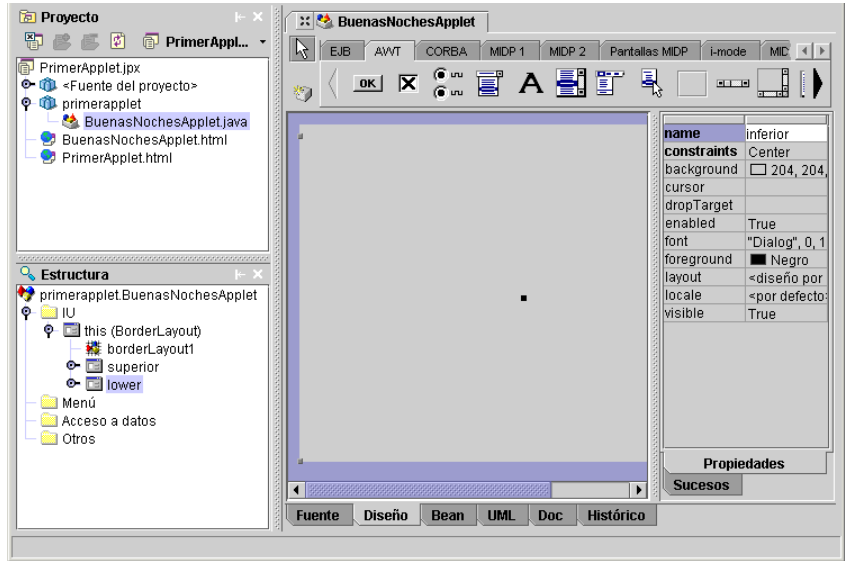 Proyecto
PrimerAppl...
PrimerApplet.jpx
<Fuente del proyecto>
primerapplet
BuenasNochesApplet.java
BuenasNochesApplet.html
PrimerApplet.html
Estructura
primerapplet.BuenasNochesApplet
IU
this (BorderLayout)
borderLayout1
superior
lower
Menú
Acceso a datos
Otros
BuenasNochesApplet
EJB AWT CORBA MIDP 1 MIDP 2 Pantallas MIDP i-mode MID
OK A
name inferior
constraints Center
background 204, 204,
cursor
dropTarget
enabled True
font "Dialog", 0, 1
foreground Negro
layout <diseño por
locale <por defecto
visible True
Propiedades
Sucesos
Fuente Diseño Bean UML Doc Histórico